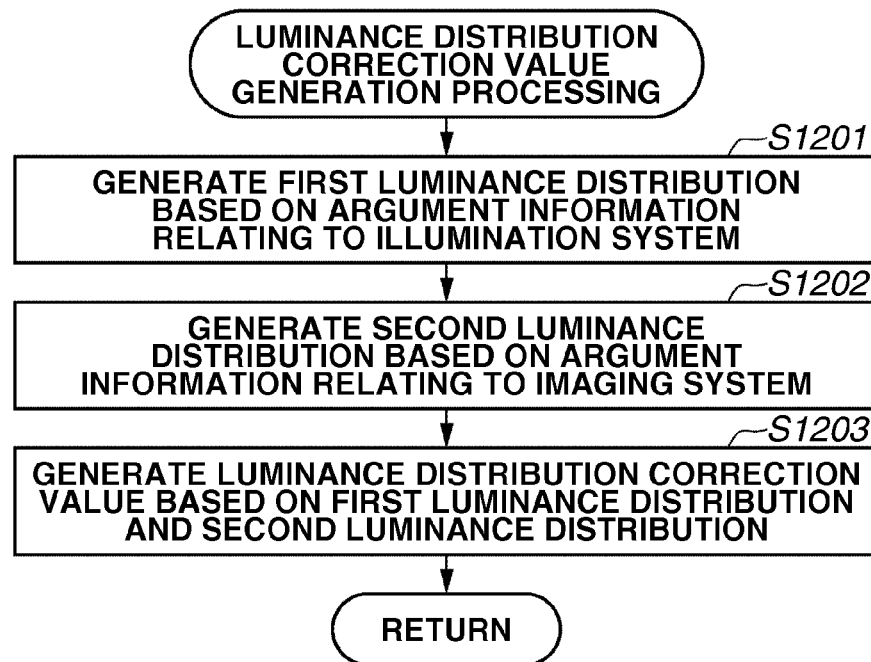 LUMINANCE DISTRIBUTION
CORRECTION VALUE
GENERATION PROCESSING
S1201
GENERATE FIRST LUMINANCE DISTRIBUTION
BASED ON ARGUMENT INFORMATION
RELATING TO ILLUMINATION SYSTEM
S1202
GENERATE SECOND LUMINANCE
DISTRIBUTION BASED ON ARGUMENT
INFORMATION RELATING TO IMAGING SYSTEM
S1203
GENERATE LUMINANCE DISTRIBUTION CORRECTION
VALUE BASED ON FIRST LUMINANCE DISTRIBUTION
AND SECOND LUMINANCE DISTRIBUTION
RETURN